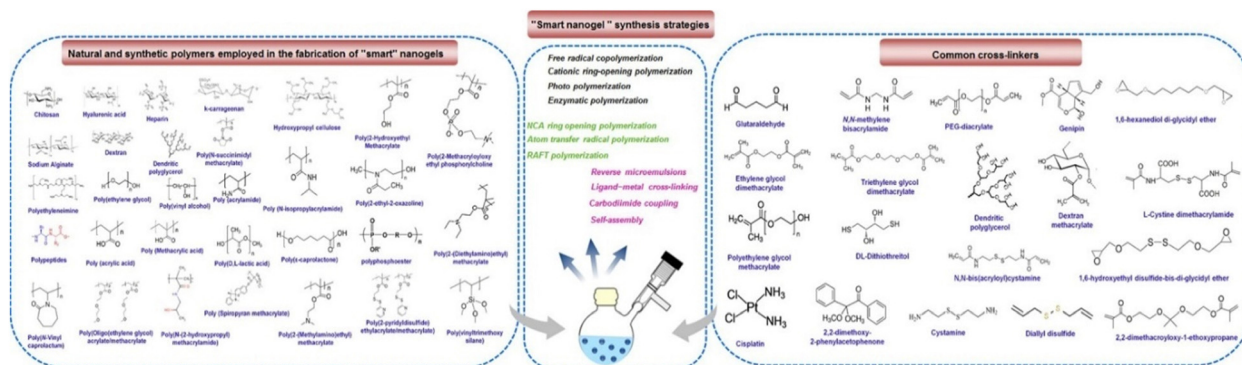 "Smart nanogel " synthesis strategies
Natural and synthetic polymers employed in the fabrication of "smart" nanogels
Chitosan
Hyaluronic acid
Heparin
k-carrogeenan
Hydroxypropyl cellulose
Poly(2-Hydroxyethyl
Methacrylate)
Poly(2-Methacryloyloxy
ethyl phosphorylcholine)
Sodium Alginate
Dextran
Dendritic
polyglycerol
Poly(N-succinimidyl
methacrylate)
Polyethyleneimine
Poly(ethylene glycol)
Poly(vinyl alcohol)
Poly (acrylamide)
Poly (N-isopropylacrylamide)
Poly(2-ethyl-2-oxazoline)
Polypeptides
Poly (acrylic acid)
Poly (Methacrylic acid)
Poly(D,L-lactic acid)
Poly(ε-caprolactone)
polyphosphoester
Poly(2-(Diethylamino)ethyl)
methacrylate
Poly(N-Vinyl
caprolactum)
Poly(Oligo(ethylene glycol)
acrylate/methacrylate
Poly(N-(2-hydroxypropyl)
methacrylamide)
Poly (Spiropyran methacrylate)
Poly(2-(Methylamino)ethyl)
methacrylate
Poly(2-pyridyldisulfide)
ethylacrylate/methacrylate
Poly(vinyltrimethoxy
silane)
Free radical copolymerization
Cationic ring-opening polymerization
Photo polymerization
Enzymatic polymerization
NCA ring opening polymerization
Atom transfer radical polymerization
RAFT polymerization
Reverse microemulsions
Ligand–metal cross-linking
Carbodiimide coupling
Self-assembly
Common cross-linkers
Glutaraldehyde
N,N-methylene
bisacrylamide
PEG-diacrylate
Genipin
1,6-hexanediol di-glycidyl ether
Ethylene glycol
dimethacrylate
Triethylene glycol
dimethacrylate
Dendritic
polyglycerol
Dextran
methacrylate
L-Cystine dimethacrylamide
Polyethylene glycol
methacrylate
DL-Dithiothreitol
N,N-bis(acryloyl)cystamine
1,6-hydroxyethyl disulfide-bis-di-glycidyl ether
Cisplatin
2,2-dimethoxy-
2-phenylacetophenone
Cystamine
Diallyl disulfide
2,2-dimethacroyloxy-1-ethoxypropane